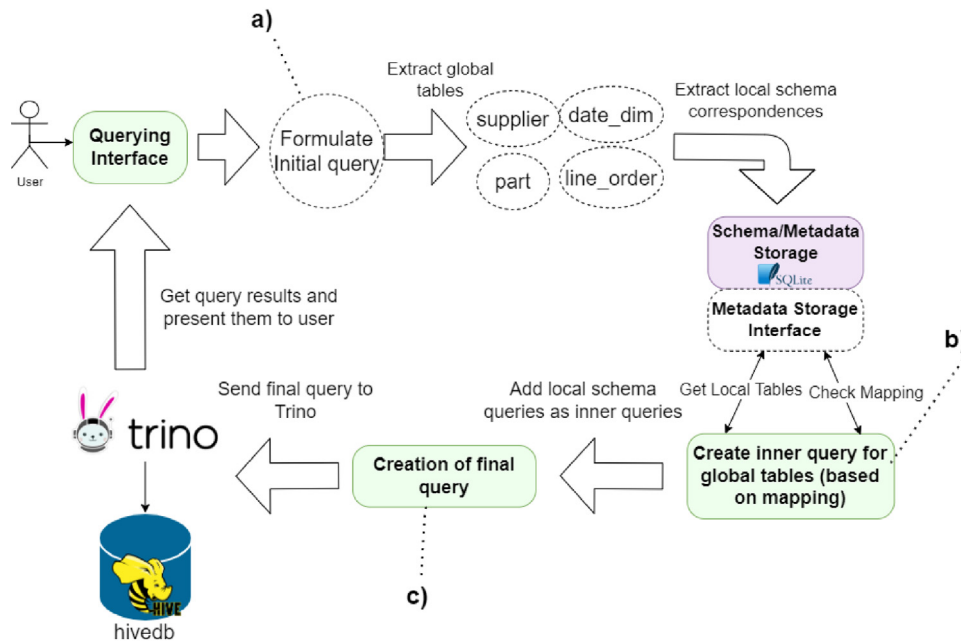 a)
Extract global
tables
Extract local schema
correspondences
User
Querying
Interface
Formulate
Initial query
supplier
date_dim
part
line_order
Schema/Metadata
Storage
SQLite
Metadata Storage
Interface
b)
Get Local Tables
Check Mapping
Get query results and
present them to user
Send final query to
Trino
Add local schema
queries as inner queries
trino
Creation of final
query
Create inner query for
global tables (based
on mapping)
HIVE
hivedb
c)